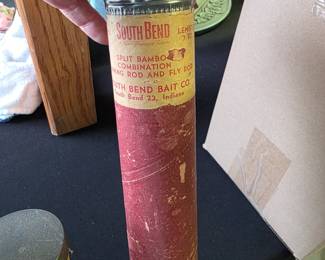 SOUTH BEND
SPLIT BAMBOO
COMBINATION
ROD AND FLY ROD
SOUTH BEND BAIT CO.
South Bend 23, Indiana